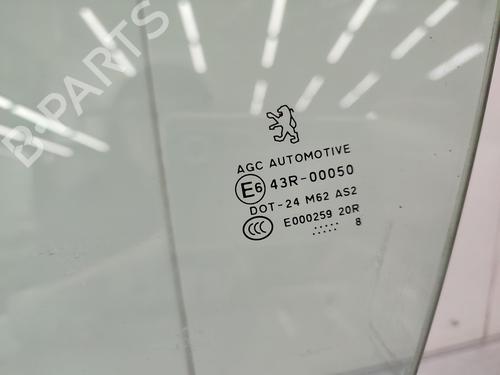 B-PARTS
AGC AUTOMOTIVE
E6 43R-00050
DOT-24 M62 AS2
CCC E000259 20R
8